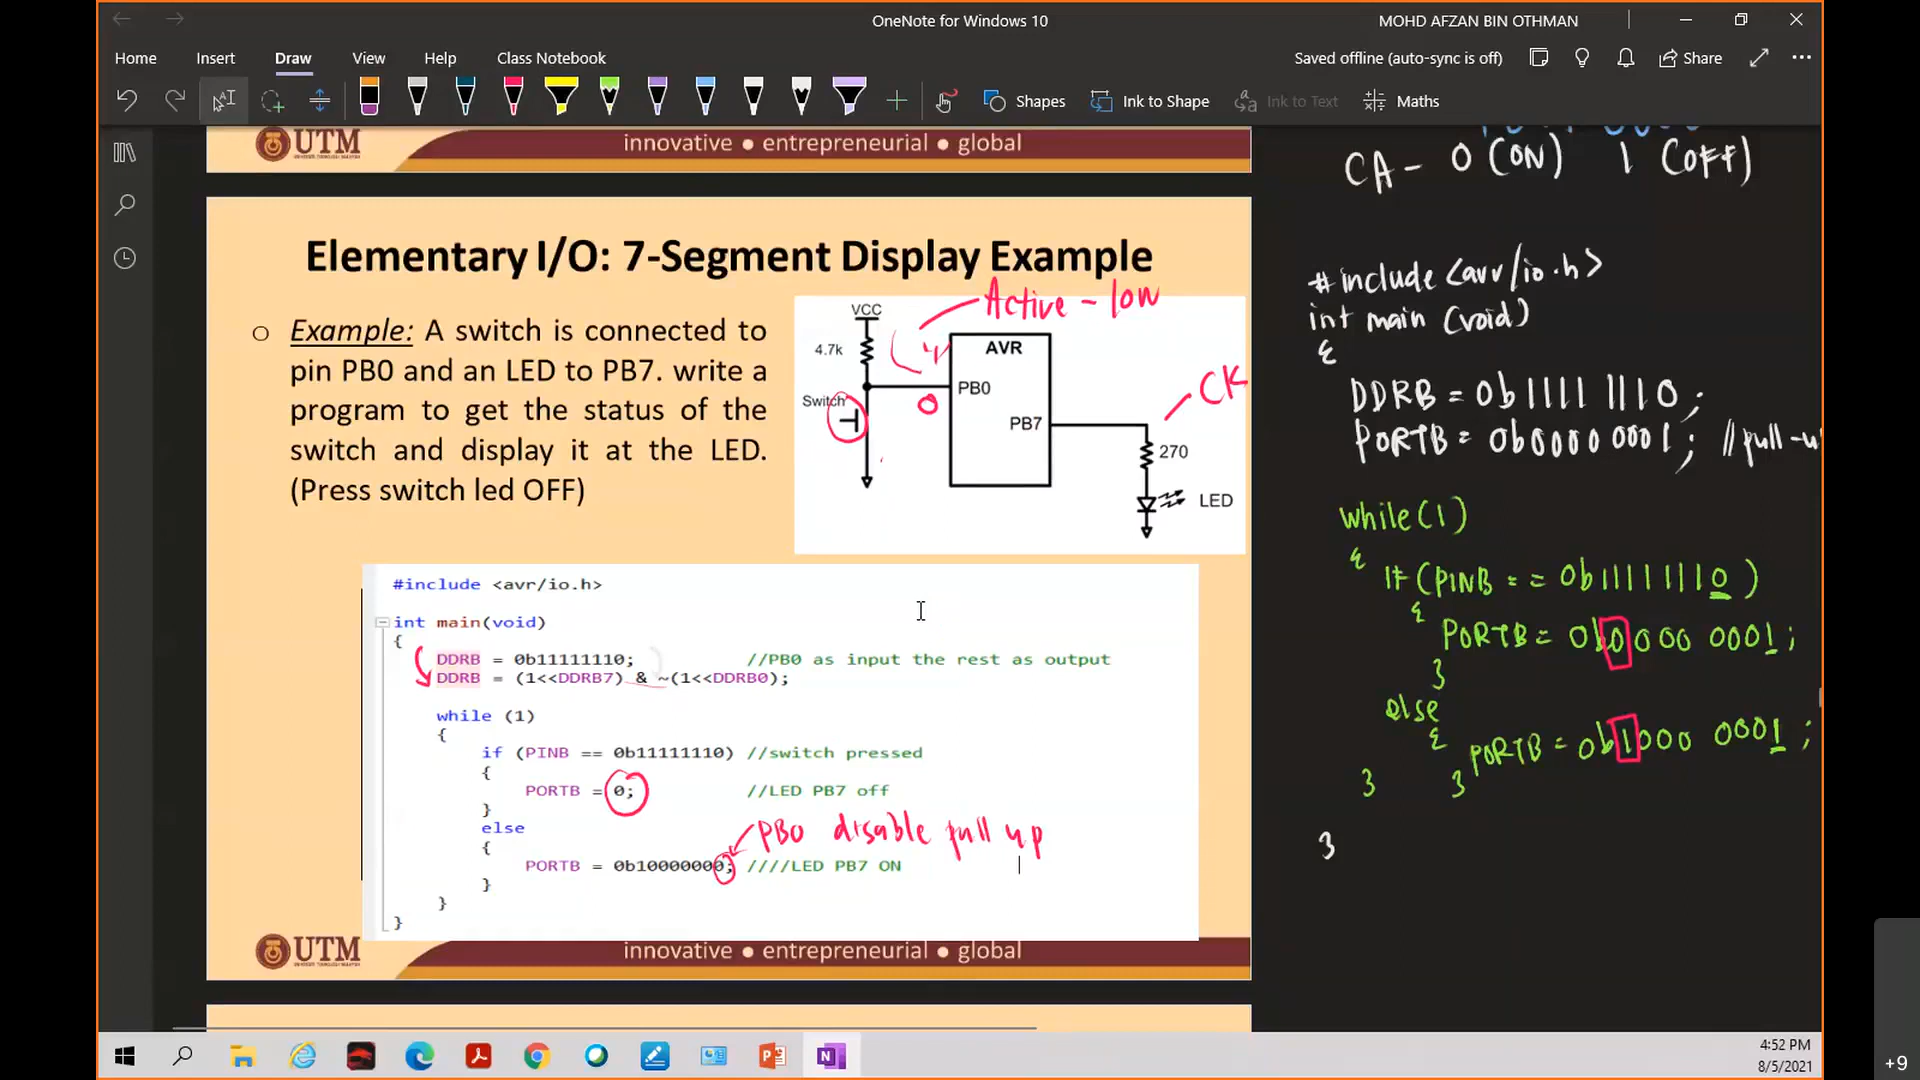 OneNote for Windows 10
MOHD AFZAN BIN OTHMAN
Home Insert Draw View Help Class Notebook
Saved offline (auto-sync is off)
Share
Shapes
Ink to Shape
Ink to Text
Maths
UTM
innovative ● entrepreneurial ● global
Elementary I/O: 7-Segment Display Example
o Example: A switch is connected to
pin PB0 and an LED to PB7. write a
program to get the status of the
switch and display it at the LED.
(Press switch led OFF)
Active - low
VCC
4.7k
AVR
PB0
Switch
0
PB7
CK
270
LED
#include <avr/io.h>
int main(void)
{
DDRB = 0b11111110; //PB0 as input the rest as output
DDRB = (1<<DDRB7) & ~(1<<DDRB0);
while (1)
{
if (PINB == 0b11111110) //switch pressed
{
PORTB = 0; //LED PB7 off
}
else
PB0 disable pull up
{
PORTB = 0b10000000; ////LED PB7 ON
}
}
}
UTM
innovative ● entrepreneurial ● global
CA - 0 (ON) 1 (OFF)
#include <avr/io.h>
int main (void)
{
DDRB = 0b1111 1110;
PORTB = 0b0000 0001; // pull-u
while(1)
{ If (PINB == 0b11111110)
{ PORTB = 0b0000 0001;
}
else
{ PORTB = 0b1000 0001;
} }
}
4:52 PM
8/5/2021
+9